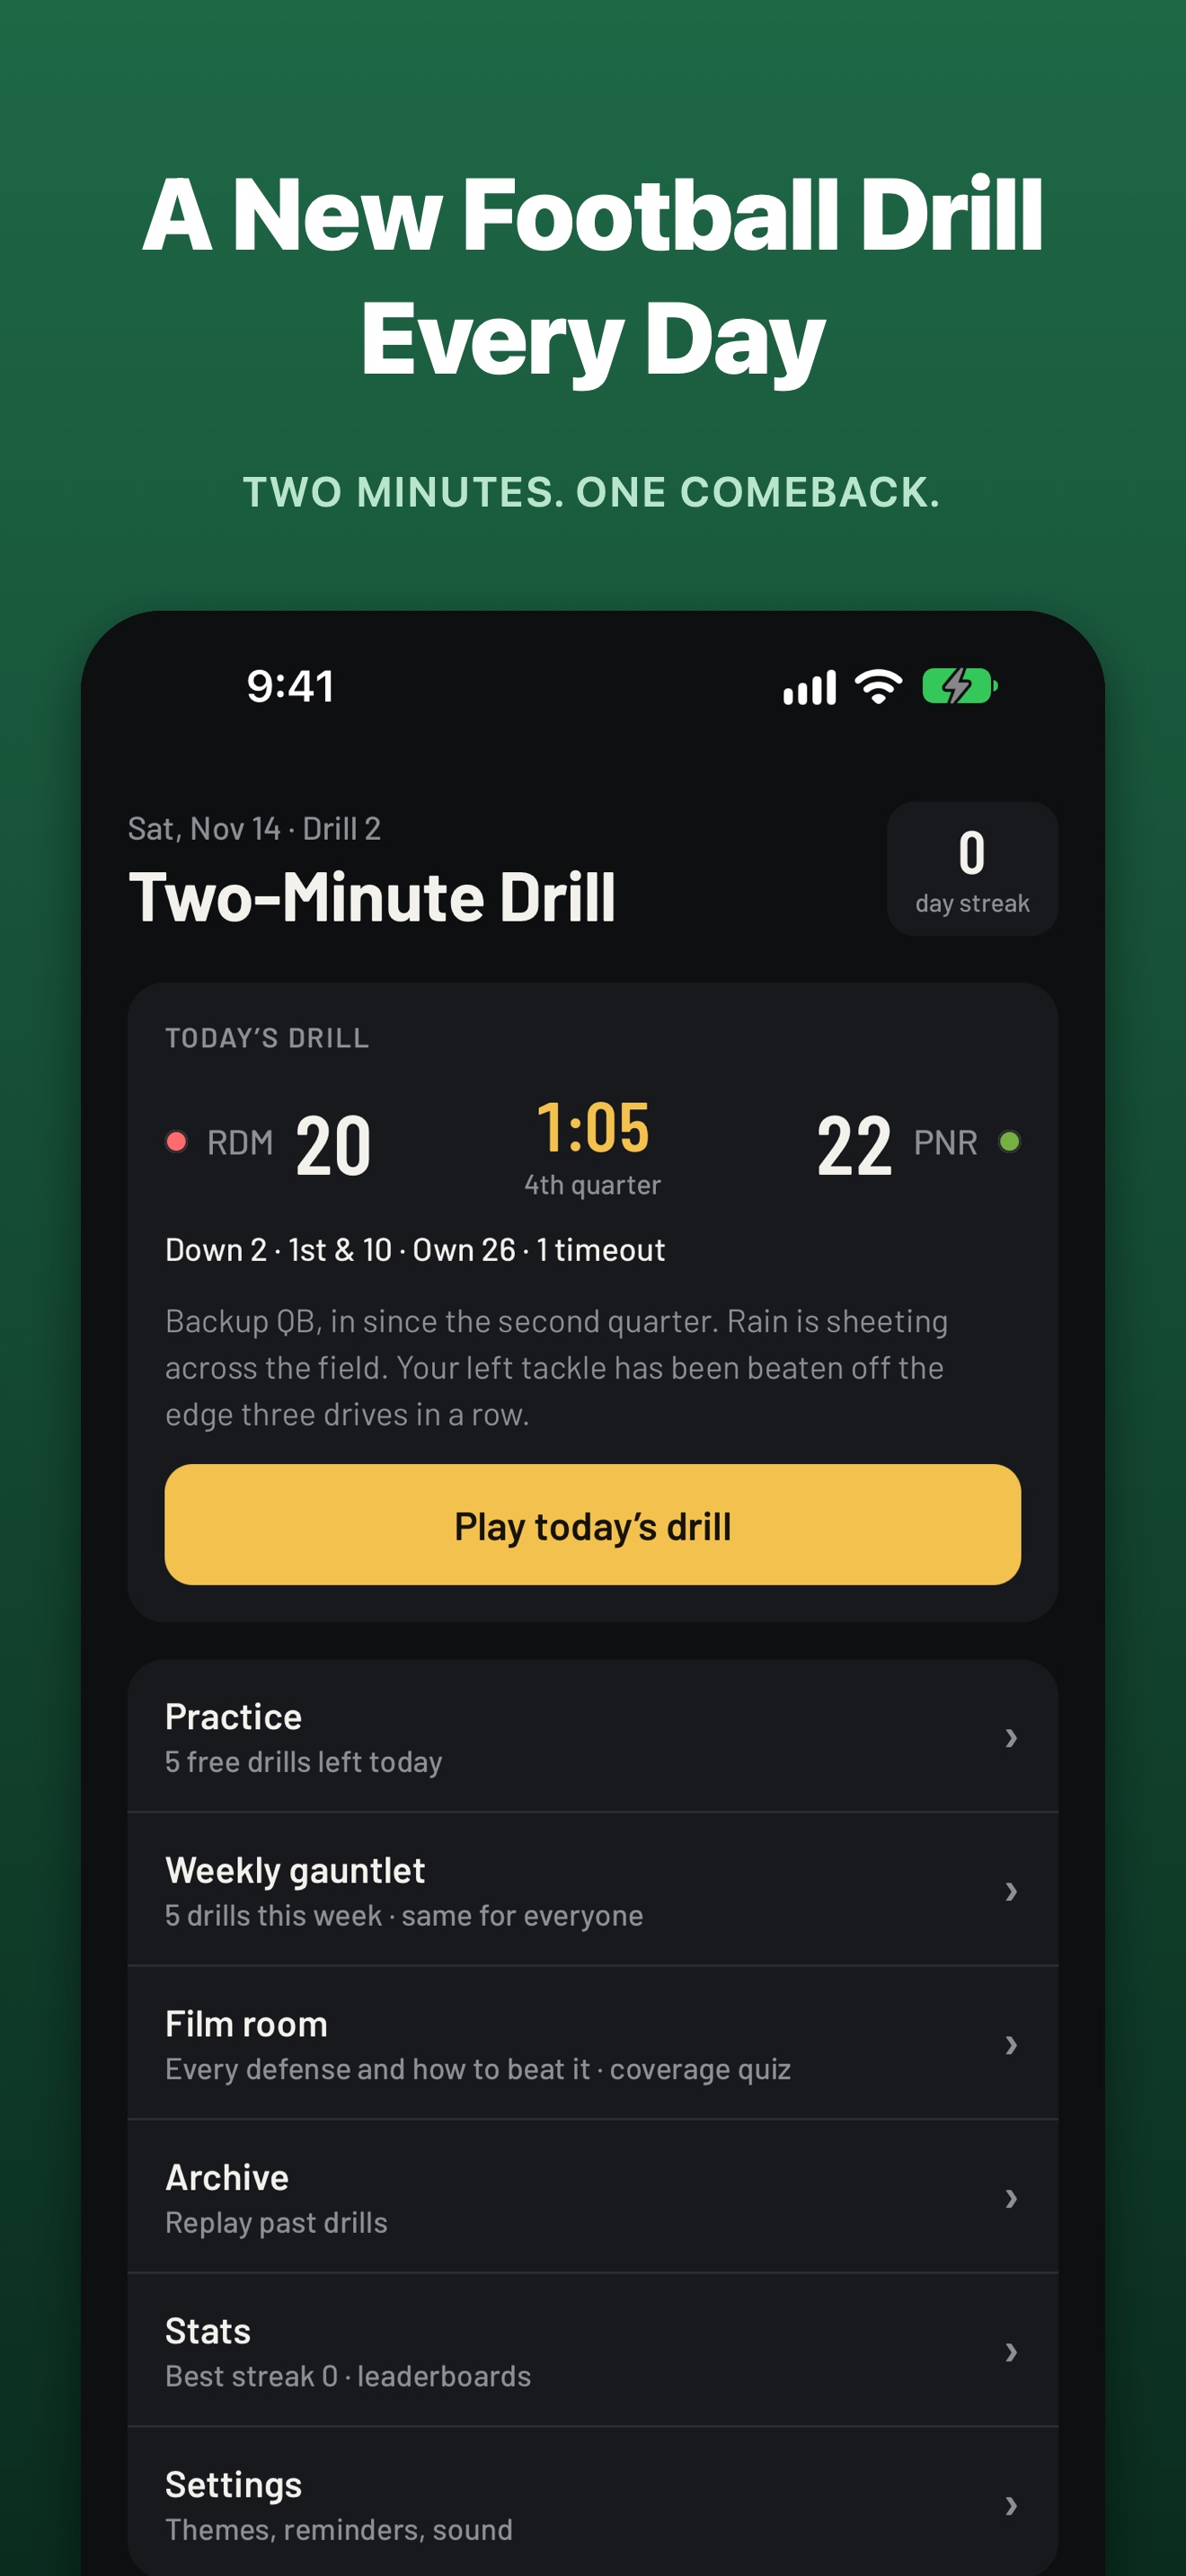 A New Football Drill
Every Day
TWO MINUTES. ONE COMEBACK.
9:41
Sat, Nov 14 · Drill 2
Two-Minute Drill
0
day streak
TODAY’S DRILL
RDM 20
1:05
4th quarter
22 PNR
Down 2 · 1st & 10 · Own 26 · 1 timeout
Backup QB, in since the second quarter. Rain is sheeting
across the field. Your left tackle has been beaten off the
edge three drives in a row.
Play today’s drill
Practice
5 free drills left today
Weekly gauntlet
5 drills this week · same for everyone
Film room
Every defense and how to beat it · coverage quiz
Archive
Replay past drills
Stats
Best streak 0 · leaderboards
Settings
Themes, reminders, sound